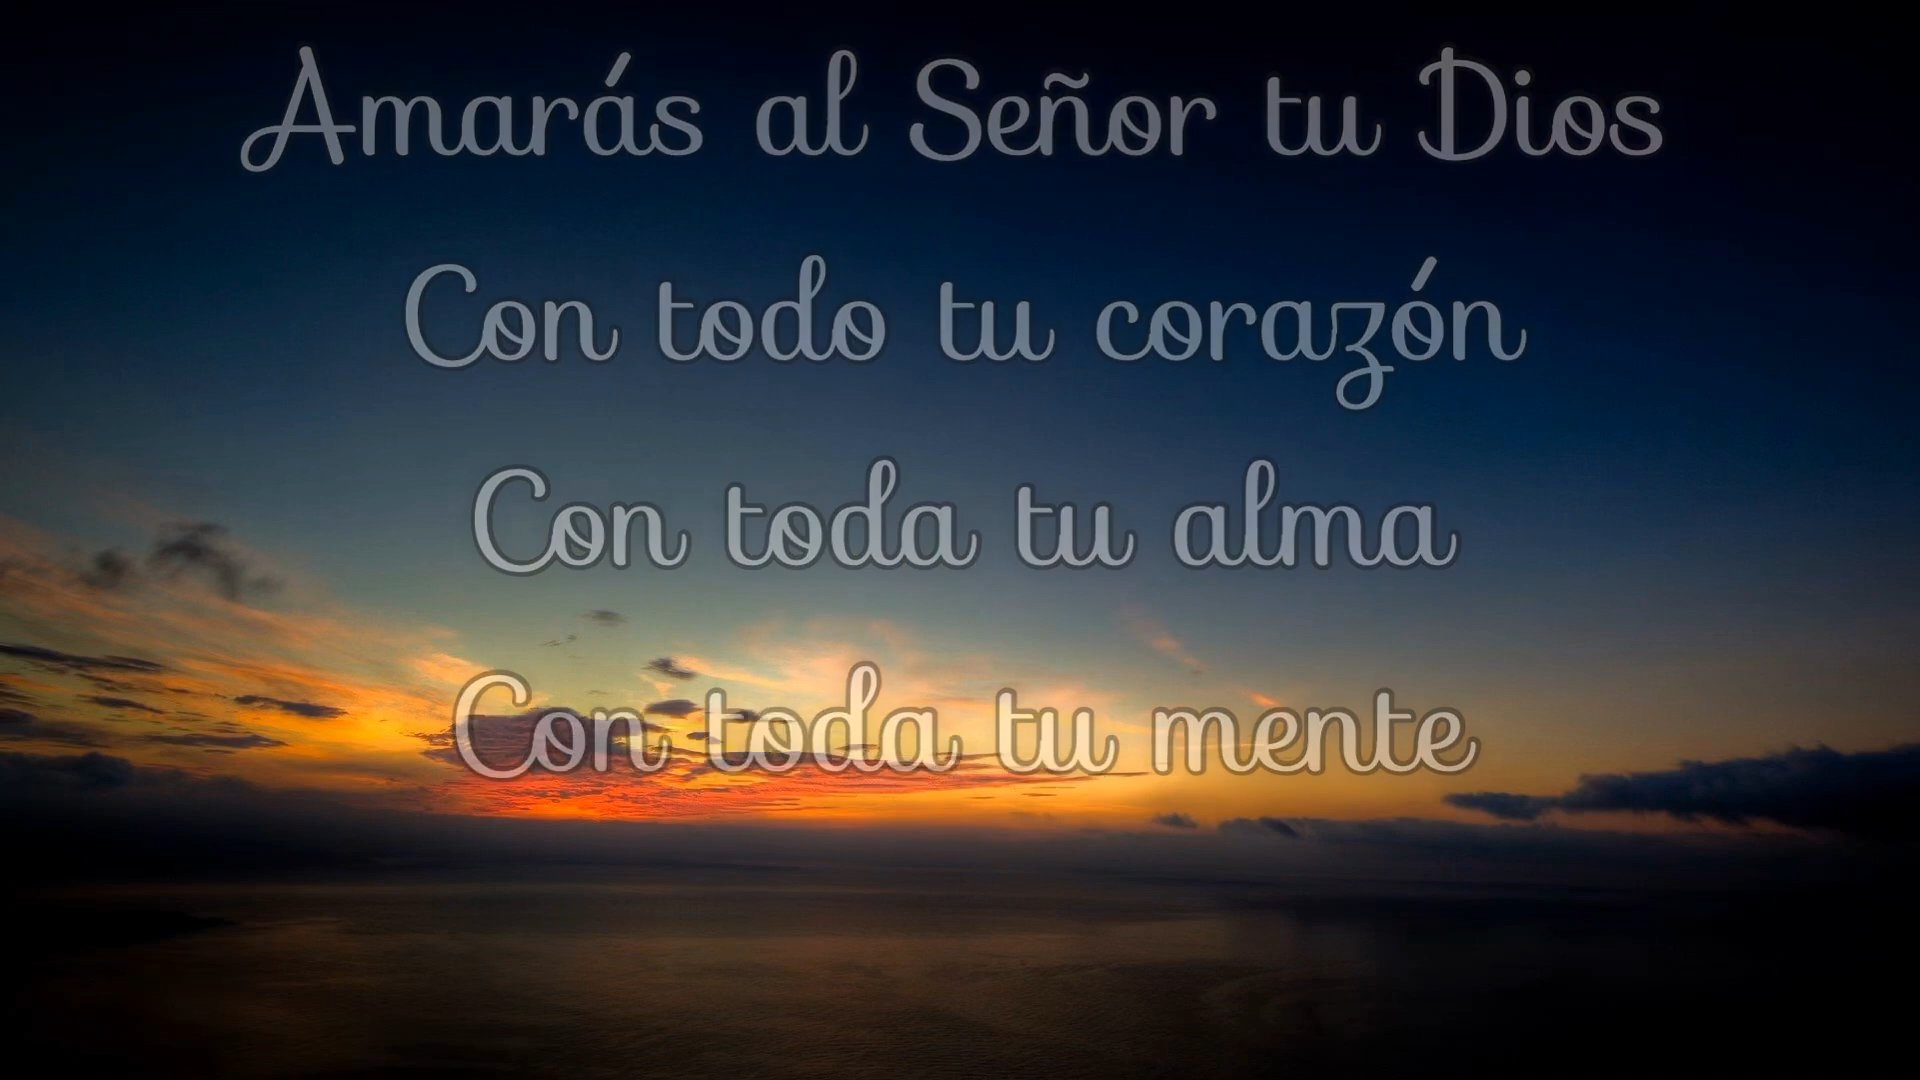 Amarás al Señor tu Dios
Con todo tu corazón
Con toda tu alma
Con toda tu mente